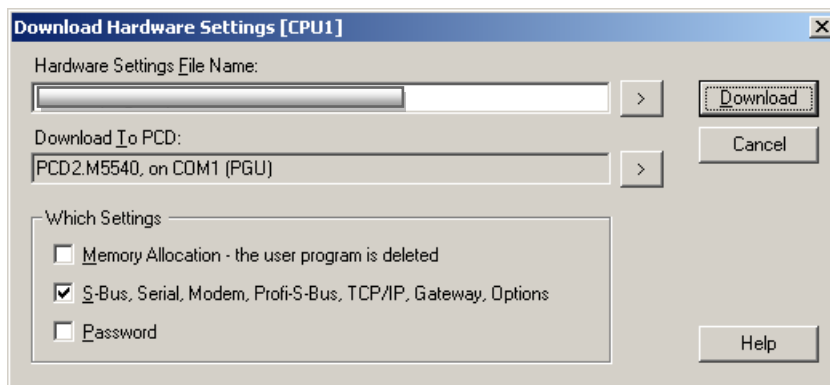 Download Hardware Settings [CPU1]
Hardware Settings File Name:
>
Download
Download To PCD:
Cancel
PCD2.M5540, on COM1 (PGU)
>
Which Settings
Memory Allocation - the user program is deleted
S-Bus, Serial, Modem, Profi-S-Bus, TCP/IP, Gateway, Options
Password
Help